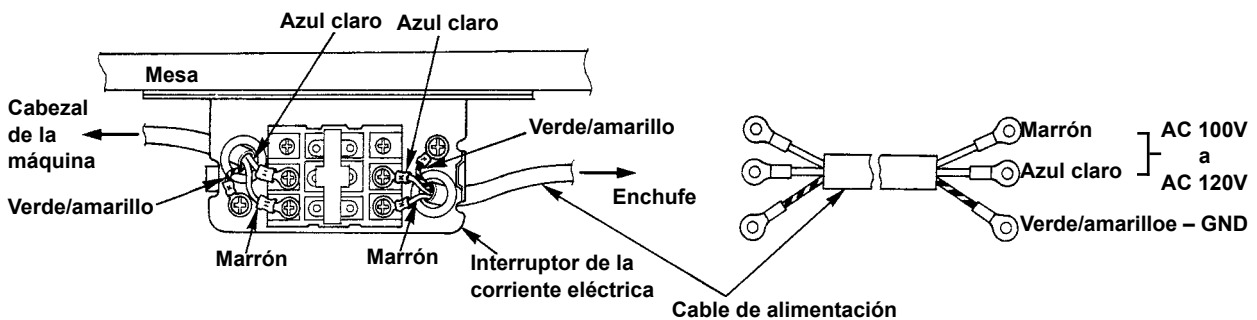 Azul claro
Azul claro
Mesa
Cabezal
de la
máquina
Verde/amarillo
Verde/amarillo
Enchufe
Marrón
Marrón
Interruptor de la
corriente eléctrica
Cable de alimentación
Marrón
Azul claro
AC 100V
a
AC 120V
Verde/amarilloe – GND